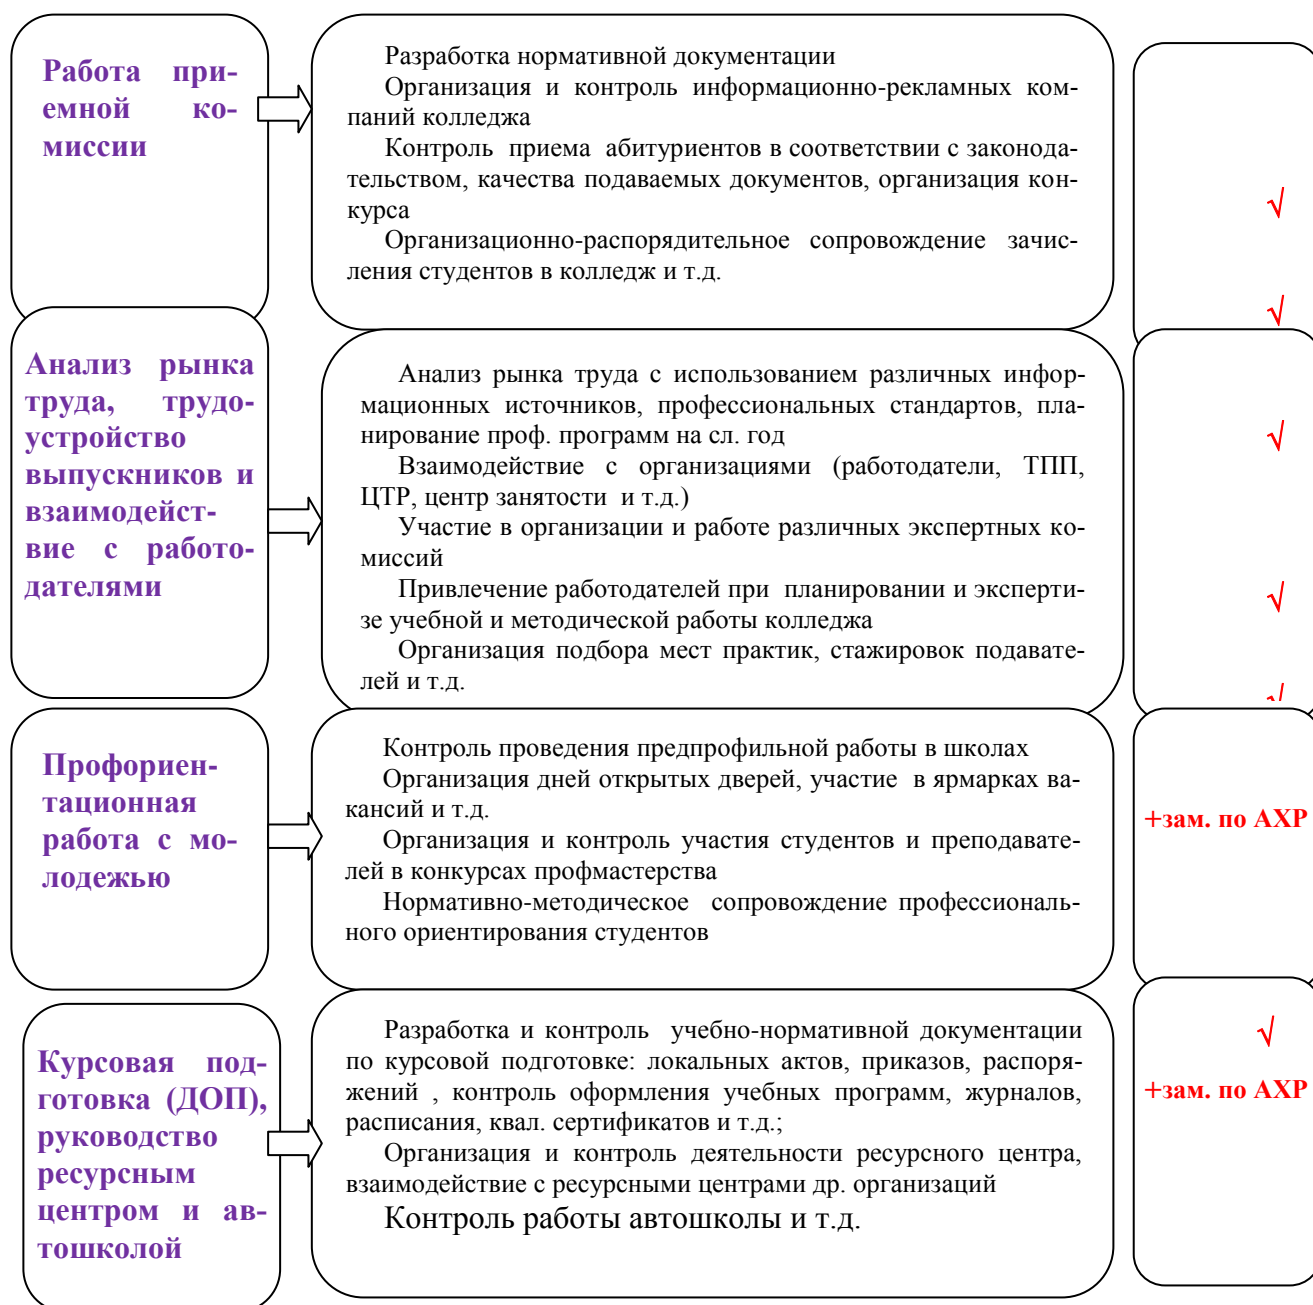 Работа при-
емной ко-
миссии
Разработка нормативной документации
Организация и контроль информационно-рекламных ком-
паний колледжа
Контроль приема абитуриентов в соответствии с законода-
тельством, качества подаваемых документов, организация кон-
курса
Организационно-распорядительное сопровождение зачис-
ления студентов в колледж и т.д.
√
√
Анализ рынка
труда, трудо-
устройство
выпускников и
взаимодейст-
вие с работо-
дателями
Анализ рынка труда с использованием различных инфор-
мационных источников, профессиональных стандартов, пла-
нирование проф. программ на сл. год
Взаимодействие с организациями (работодатели, ТПП,
ЦТР, центр занятости и т.д.)
Участие в организации и работе различных экспертных ко-
миссий
Привлечение работодателей при планировании и эксперти-
зе учебной и методической работы колледжа
Организация подбора мест практик, стажировок подавате-
лей и т.д.
√
√
√
Профориен-
тационная
работа с мо-
лодежью
Контроль проведения предпрофильной работы в школах
Организация дней открытых дверей, участие в ярмарках ва-
кансий и т.д.
Организация и контроль участия студентов и преподавате-
лей в конкурсах профмастерства
Нормативно-методическое сопровождение профессиональ-
ного ориентирования студентов
+зам. по АХР
Курсовая под-
готовка (ДОП),
руководство
ресурсным
центром и ав-
тошколой
Разработка и контроль учебно-нормативной документации
по курсовой подготовке: локальных актов, приказов, распоря-
жений , контроль оформления учебных программ, журналов,
расписания, квал. сертификатов и т.д.;
Организация и контроль деятельности ресурсного центра,
взаимодействие с ресурсными центрами др. организаций
Контроль работы автошколы и т.д.
√
+зам. по АХР